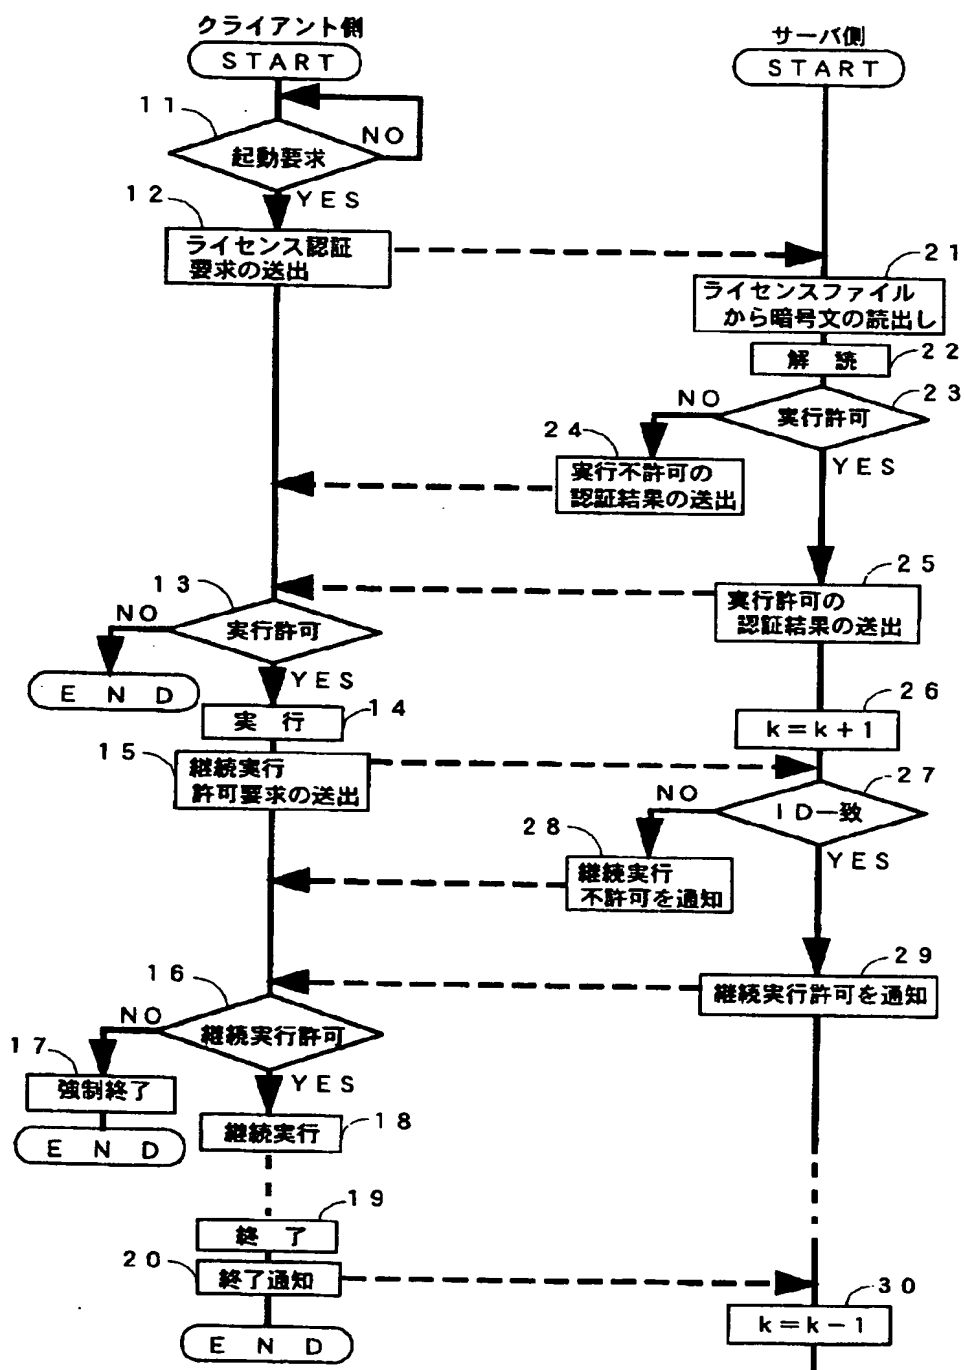 クライアント側
START
11
起動要求
NO
YES
12
ライセンス認証
要求の送出
サーバ側
START
21
ライセンスファイル
から暗号文の読出し
22
解 読
23
実行許可
NO
YES
24
実行不許可の
認証結果の送出
25
実行許可の
認証結果の送出
13
実行許可
NO
END
YES
14
実 行
15
継続実行
許可要求の送出
26
k=k+1
27
ID一致
NO
YES
28
継続実行
不許可を通知
29
継続実行許可を通知
16
継続実行許可
NO
17
強制終了
END
YES
18
継続実行
19
終 了
20
終了通知
END
30
k=k-1